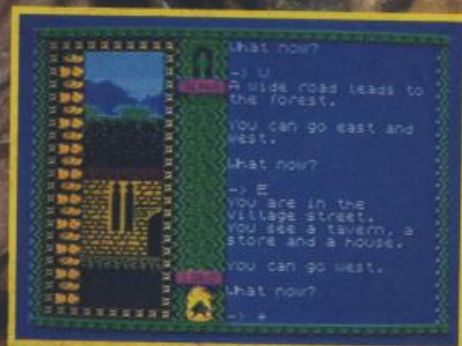 What now?
-> W
A wide road leads to
the forest.
You can go east and
west.
What now?
-> E
You are in the
village street.
You see a tavern, a
store and a house.
You can go west.
What now?
-> +